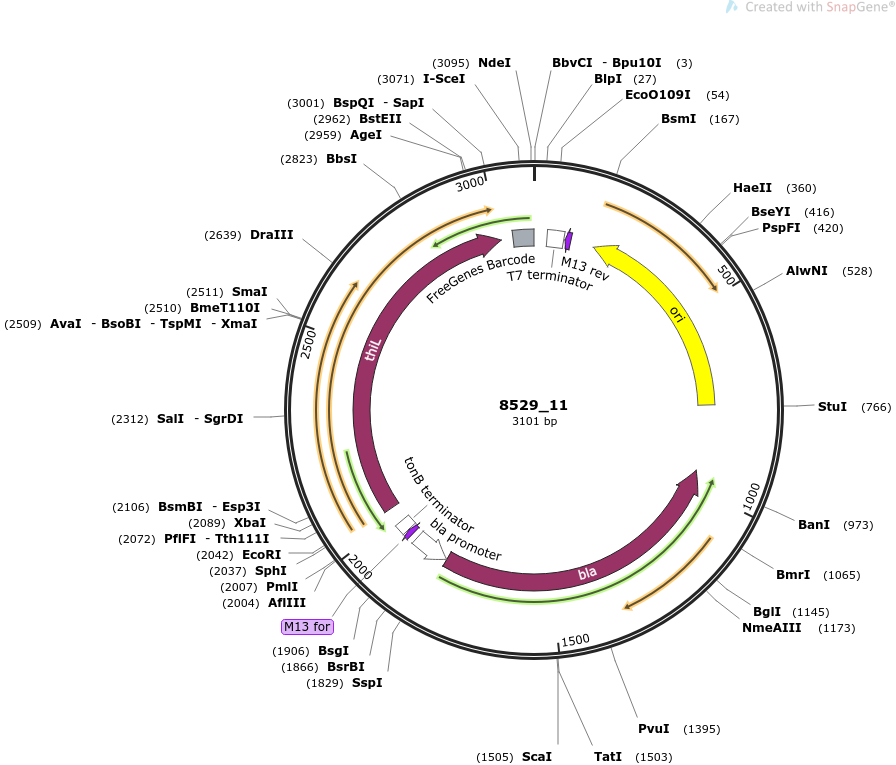 Created with SnapGene®
(3095) NdeI
BbvCI - Bpu10I (3)
(3071) I-SceI
BlpI (27)
EcoO109I (54)
(3001) BspQI - SapI
(2962) BstEII
BsmI (167)
(2959) AgeI
(2823) BbsI
3000
HaeII (360)
BseYI (416)
PspFI (420)
(2639) DraIII
FreeGenes Barcode
T7 terminator
M13 rev
500
AlwNI (528)
(2511) SmaI
(2510) BmeT110I
(2509) AvaI - BsoBI - TspMI - XmaI
ori
2500
thiL
8529_11
3101 bp
StuI (766)
(2312) SalI - SgrDI
tonB terminator
bla promoter
1000
(2106) BsmBI - Esp3I
(2089) XbaI
(2072) PflFI - Tth111I
BanI (973)
(2042) EcoRI
(2037) SphI
2000
bla
BmrI (1065)
(2007) PmlI
(2004) AflIII
M13 for
BglI (1145)
NmeAIII (1173)
1500
(1906) BsgI
(1866) BsrBI
(1829) SspI
PvuI (1395)
(1505) ScaI
TatI (1503)